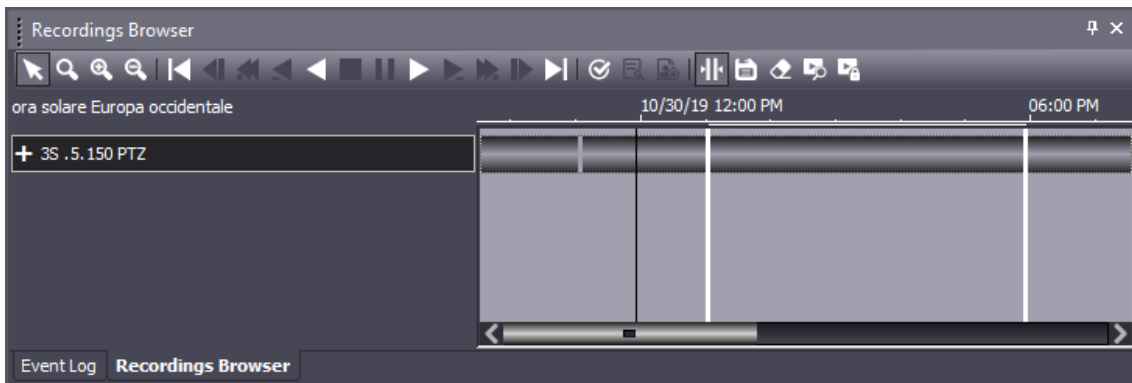 Recordings Browser
ora solare Europa occidentale
10/30/19 12:00 PM
06:00 PM
3S .5.150 PTZ
Event Log
Recordings Browser